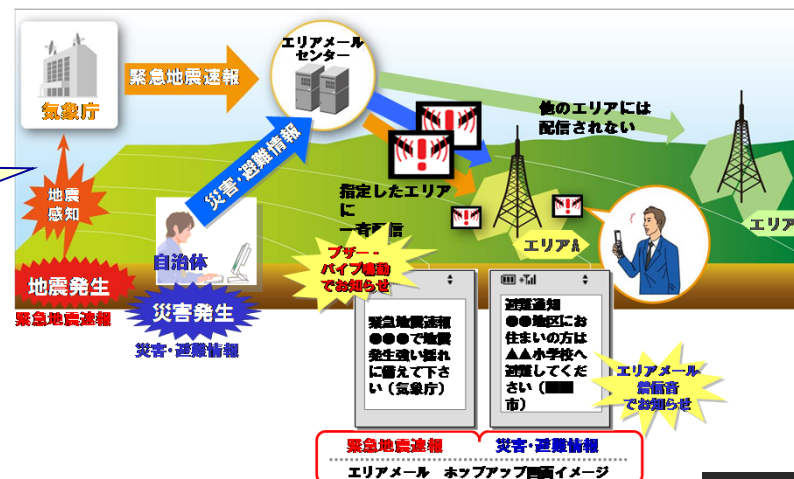 エリアメール
センター
緊急地震速報
気象庁
災害・避難情報
他のエリアには
配信されない
指定したエリア
に
一斉配信
地震
感知
自治体
エリアA
エリア
ブザー・
バイブ鳴動
でお知らせ
地震発生
緊急地震速報
災害発生
災害・避難情報
緊急地震速報
●●●で地震
発生強い揺れ
に備えて下さ
い（気象庁）
避難通知
●●地区にお
住まいの方は
▲▲小学校へ
避難してくだ
さい（■■
市）
エリアメール
着信音
でお知らせ
緊急地震速報
災害・避難情報
エリアメール　ホップアップ画面イメージ